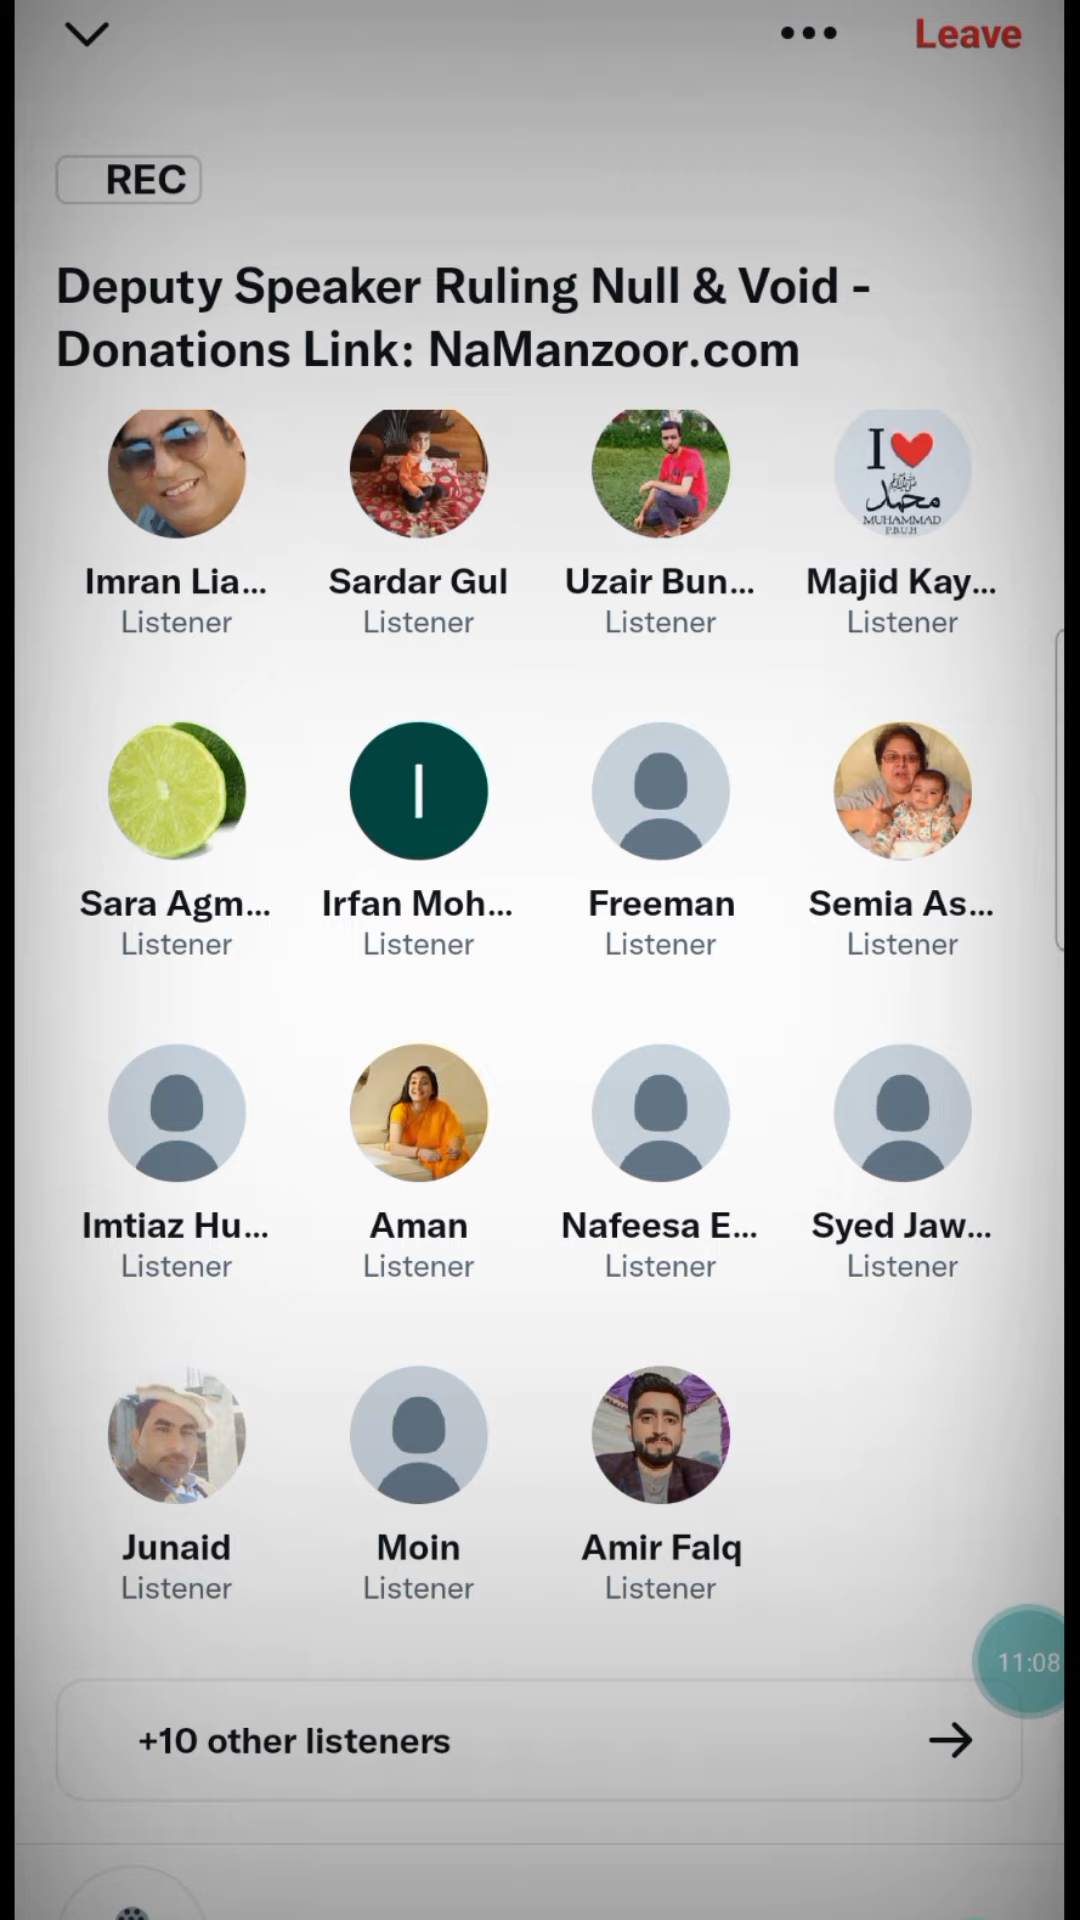 Leave
REC
Deputy Speaker Ruling Null & Void -
Donations Link: NaManzoor.com
I❤️
محمد
MUHAMMAD
P.B.U.H
Imran Lia... Sardar Gul Uzair Bun... Majid Kay...
Listener Listener Listener Listener
I
Sara Agm... Irfan Moh... Freeman Semia As...
Listener Listener Listener Listener
Imtiaz Hu... Aman Nafeesa E... Syed Jaw...
Listener Listener Listener Listener
Junaid Moin Amir Falq
Listener Listener Listener
11:08
+10 other listeners